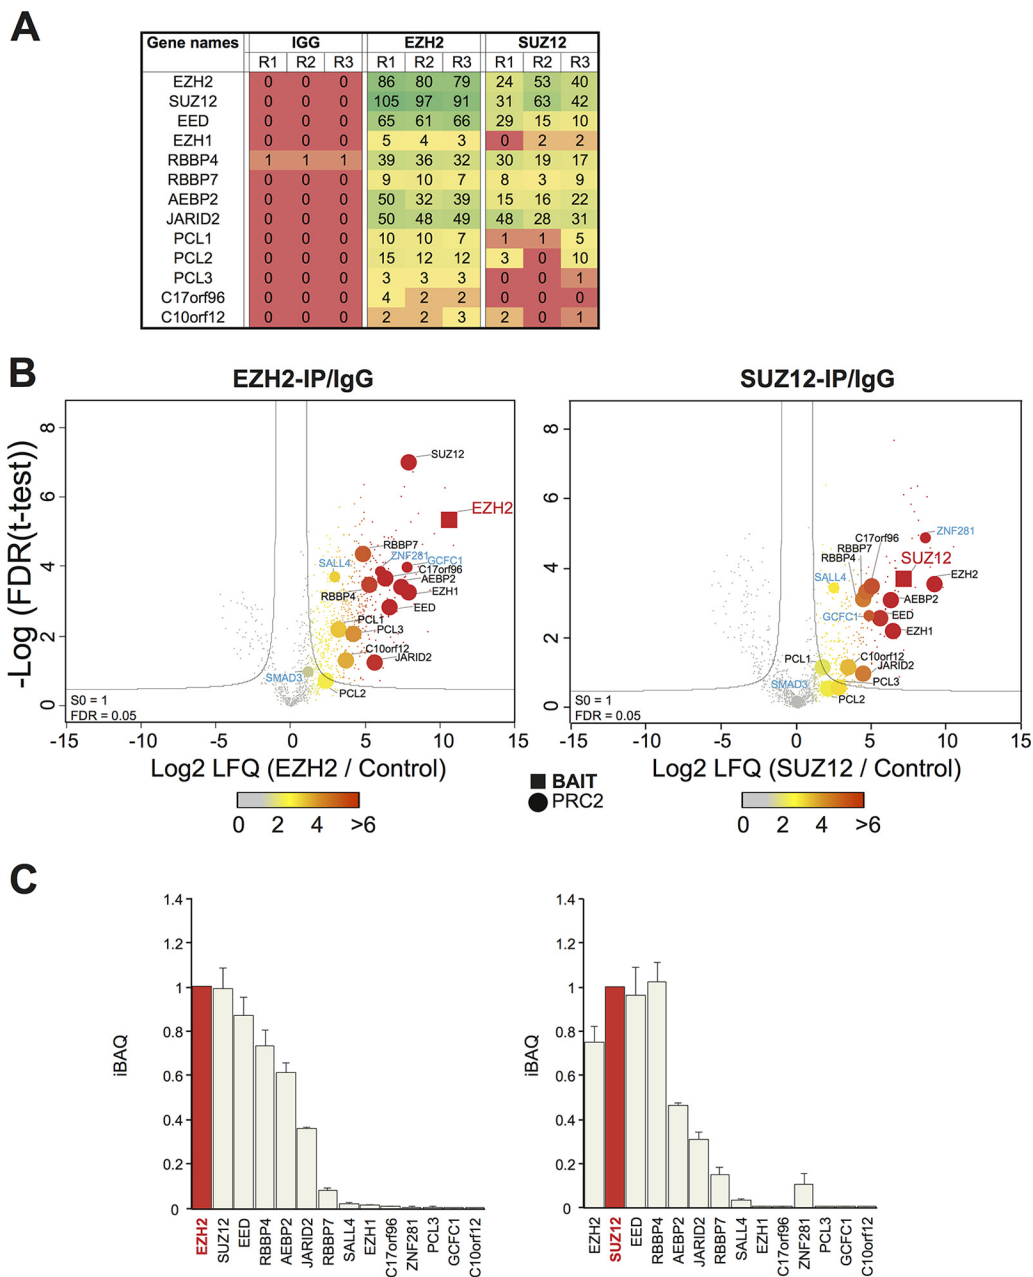 A
Gene names IGG EZH2 SUZ12
R1 R2 R3 R1 R2 R3 R1 R2 R3
EZH2 0 0 0 86 80 79 24 53 40
SUZ12 0 0 0 105 97 91 31 63 42
EED 0 0 0 65 61 66 29 15 10
EZH1 0 0 0 5 4 3 0 2 2
RBBP4 1 1 1 39 36 32 30 19 17
RBBP7 0 0 0 9 10 7 8 3 9
AEBP2 0 0 0 50 32 39 15 16 22
JARID2 0 0 0 50 48 49 48 28 31
PCL1 0 0 0 10 10 7 1 1 5
PCL2 0 0 0 15 12 12 3 0 10
PCL3 0 0 0 3 3 3 0 0 1
C17orf96 0 0 0 4 2 2 0 0 0
C10orf12 0 0 0 2 2 3 2 0 1
B
EZH2-IP/IgG
-Log (FDR(t-test))
8
6
4
2
0
SUZ12
EZH2
RBBP7
ZNF281
GCFC1
SALL4
C17orf96
AEBP2
RBBP4
EZH1
EED
PCL1
PCL3
C10orf12
JARID2
SMAD3
PCL2
S0 = 1
FDR = 0.05
-15 -10 -5 0 5 10 15
Log2 LFQ (EZH2 / Control)
0 2 4 >6
SUZ12-IP/IgG
8
6
4
2
0
ZNF281
C17orf96
RBBP7
RBBP4
SUZ12
SALL4
EZH2
AEBP2
GCFC1
EED
EZH1
PCL1
C10orf12
JARID2
SMAD3
PCL3
PCL2
S0 = 1
FDR = 0.05
-15 -10 -5 0 5 10 15
Log2 LFQ (SUZ12 / Control)
BAIT
PRC2
0 2 4 >6
C
iBAQ
1.4
1.2
1
0.8
0.6
0.4
0.2
0
EZH2 SUZ12 EED RBBP4 AEBP2 JARID2 RBBP7 SALL4 EZH1 C17orf96 ZNF281 PCL3 GCFC1 C10orf12
iBAQ
1.4
1.2
1
0.8
0.6
0.4
0.2
0
EZH2 SUZ12 EED RBBP4 AEBP2 JARID2 RBBP7 SALL4 EZH1 C17orf96 ZNF281 PCL3 GCFC1 C10orf12